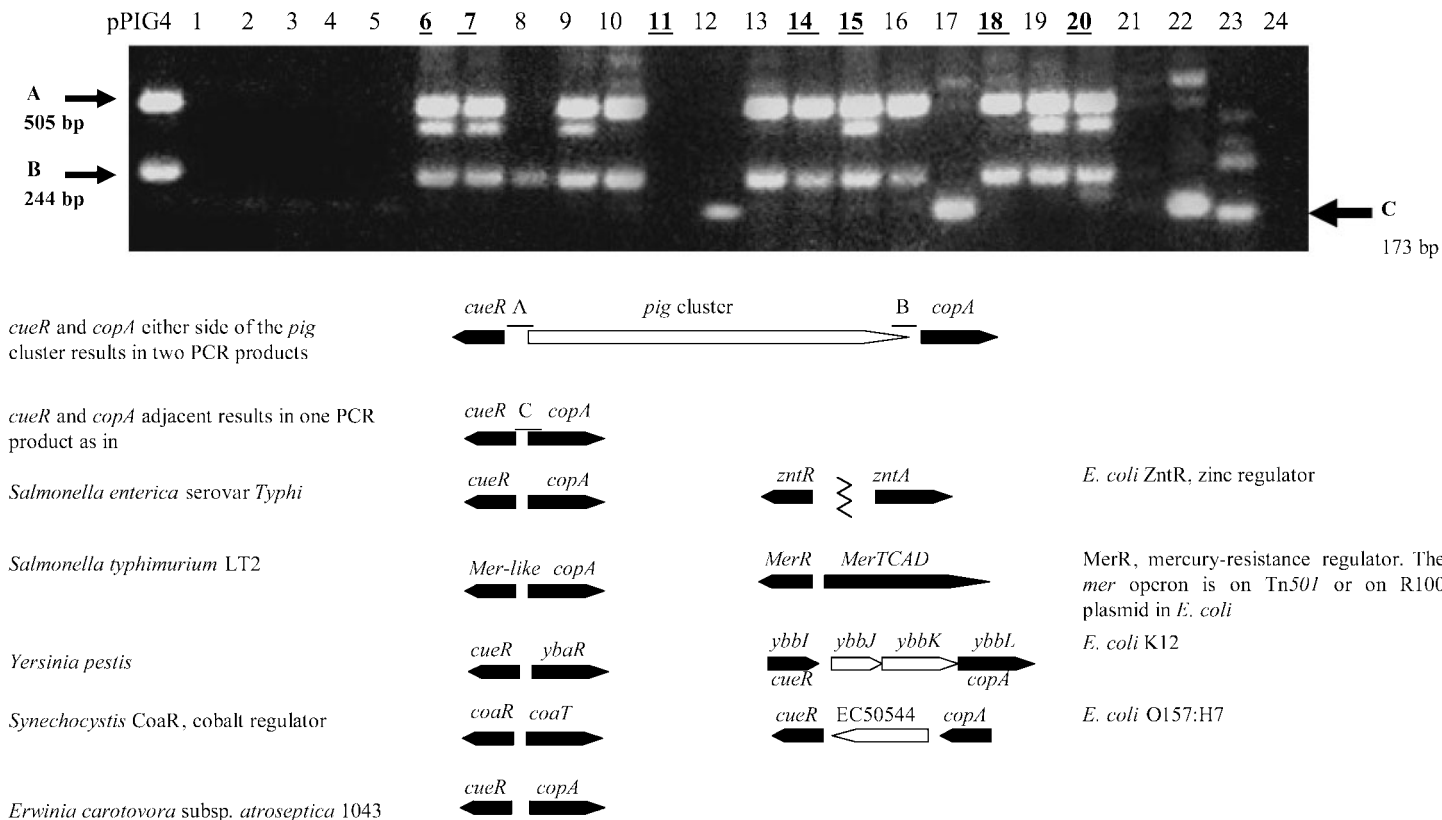 pPIG4 1 2 3 4 5 6 7 8 9 10 11 12 13 14 15 16 17 18 19 20 21 22 23 24
A
505 bp
B
244 bp
C
173 bp
cueR A pig cluster B copA
cueR and copA either side of the pig
cluster results in two PCR products
cueR and copA adjacent results in one PCR
product as in
cueR C copA
Salmonella enterica serovar Typhi
cueR copA
zntR zntA
E. coli ZntR, zinc regulator
Salmonella typhimurium LT2
Mer-like copA
MerR MerTCAD
MerR, mercury-resistance regulator. The
mer operon is on Tn501 or on R100
plasmid in E. coli
Yersinia pestis
cueR ybaR
ybbI ybbJ ybbK ybbL
cueR copA
E. coli K12
Synechocystis CoaR, cobalt regulator
coaR coaT
cueR EC50544 copA
E. coli O157:H7
Erwinia carotovora subsp. atroseptica 1043
cueR copA